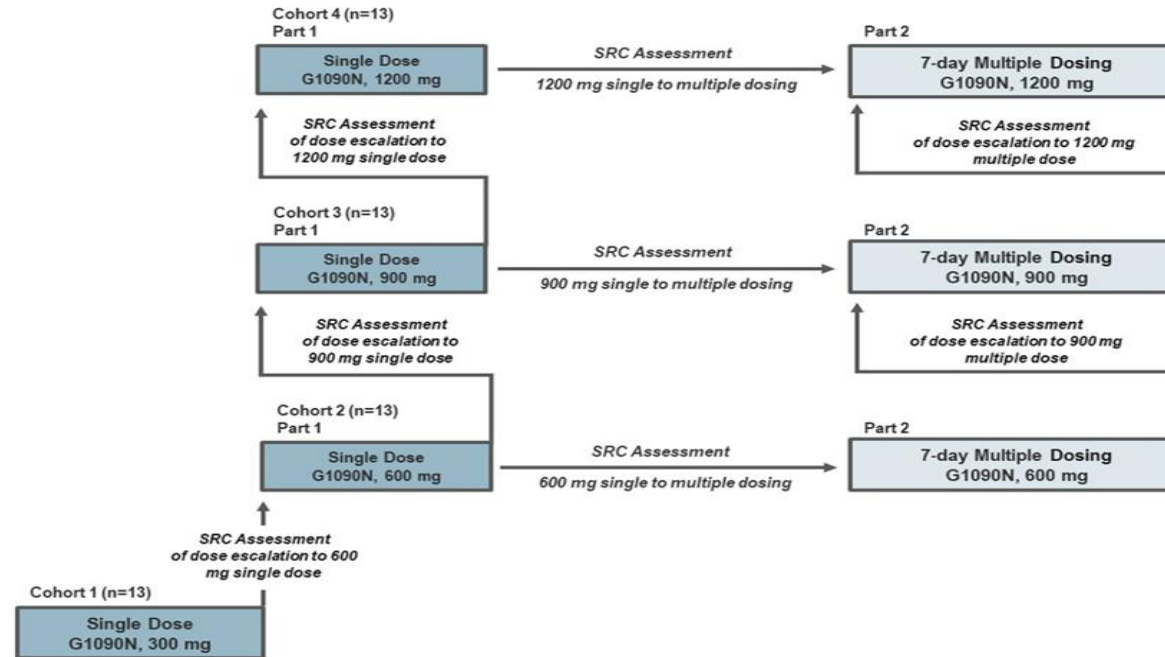 Cohort 4 (n=13)
Part 1
Single Dose
G1090N, 1200 mg
SRC Assessment
1200 mg single to multiple dosing
Part 2
7-day Multiple Dosing
G1090N, 1200 mg
SRC Assessment
of dose escalation to
1200 mg single dose
SRC Assessment
of dose escalation to 1200 mg
multiple dose
Cohort 3 (n=13)
Part 1
Single Dose
G1090N, 900 mg
SRC Assessment
900 mg single to multiple dosing
Part 2
7-day Multiple Dosing
G1090N, 900 mg
SRC Assessment
of dose escalation to
900 mg single dose
SRC Assessment
of dose escalation to 900 mg
multiple dose
Cohort 2 (n=13)
Part 1
Single Dose
G1090N, 600 mg
SRC Assessment
600 mg single to multiple dosing
Part 2
7-day Multiple Dosing
G1090N, 600 mg
SRC Assessment
of dose escalation to 600
mg single dose
Cohort 1 (n=13)
Single Dose
G1090N, 300 mg